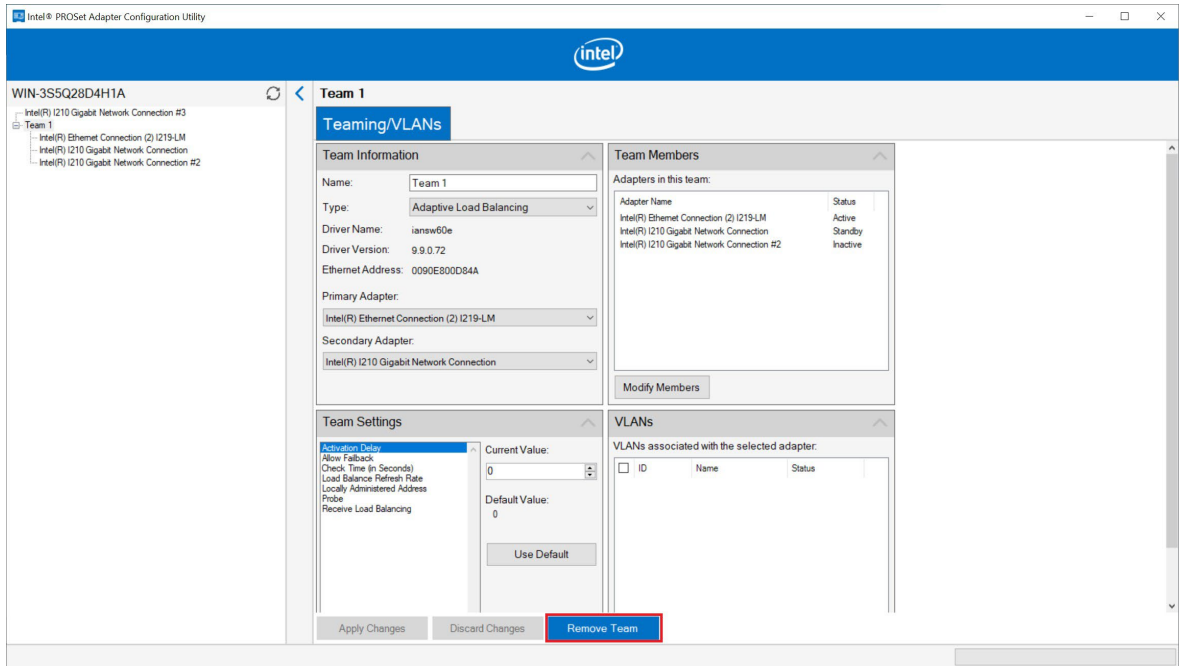 Intel® PROSet Adapter Configuration Utility
intel
WIN-3S5Q28D4H1A
Intel(R) I210 Gigabit Network Connection #3
Team 1
Intel(R) Ethernet Connection (2) I219-LM
Intel(R) I210 Gigabit Network Connection
Intel(R) I210 Gigabit Network Connection #2
Team 1
Teaming/VLANs
Team Information
Name: Team 1
Type: Adaptive Load Balancing
Driver Name: iansw60e
Driver Version: 9.9.0.72
Ethernet Address: 0090E800D84A
Primary Adapter:
Intel(R) Ethernet Connection (2) I219-LM
Secondary Adapter:
Intel(R) I210 Gigabit Network Connection
Team Members
Adapters in this team:
Adapter Name Status
Intel(R) Ethernet Connection (2) I219-LM Active
Intel(R) I210 Gigabit Network Connection Standby
Intel(R) I210 Gigabit Network Connection #2 Inactive
Modify Members
Team Settings
Activation Delay
Allow Failback
Check Time (in Seconds)
Load Balance Refresh Rate
Locally Administered Address
Probe
Receive Load Balancing
Current Value:
0
Default Value:
0
Use Default
VLANs
VLANs associated with the selected adapter:
ID Name Status
Apply Changes Discard Changes Remove Team